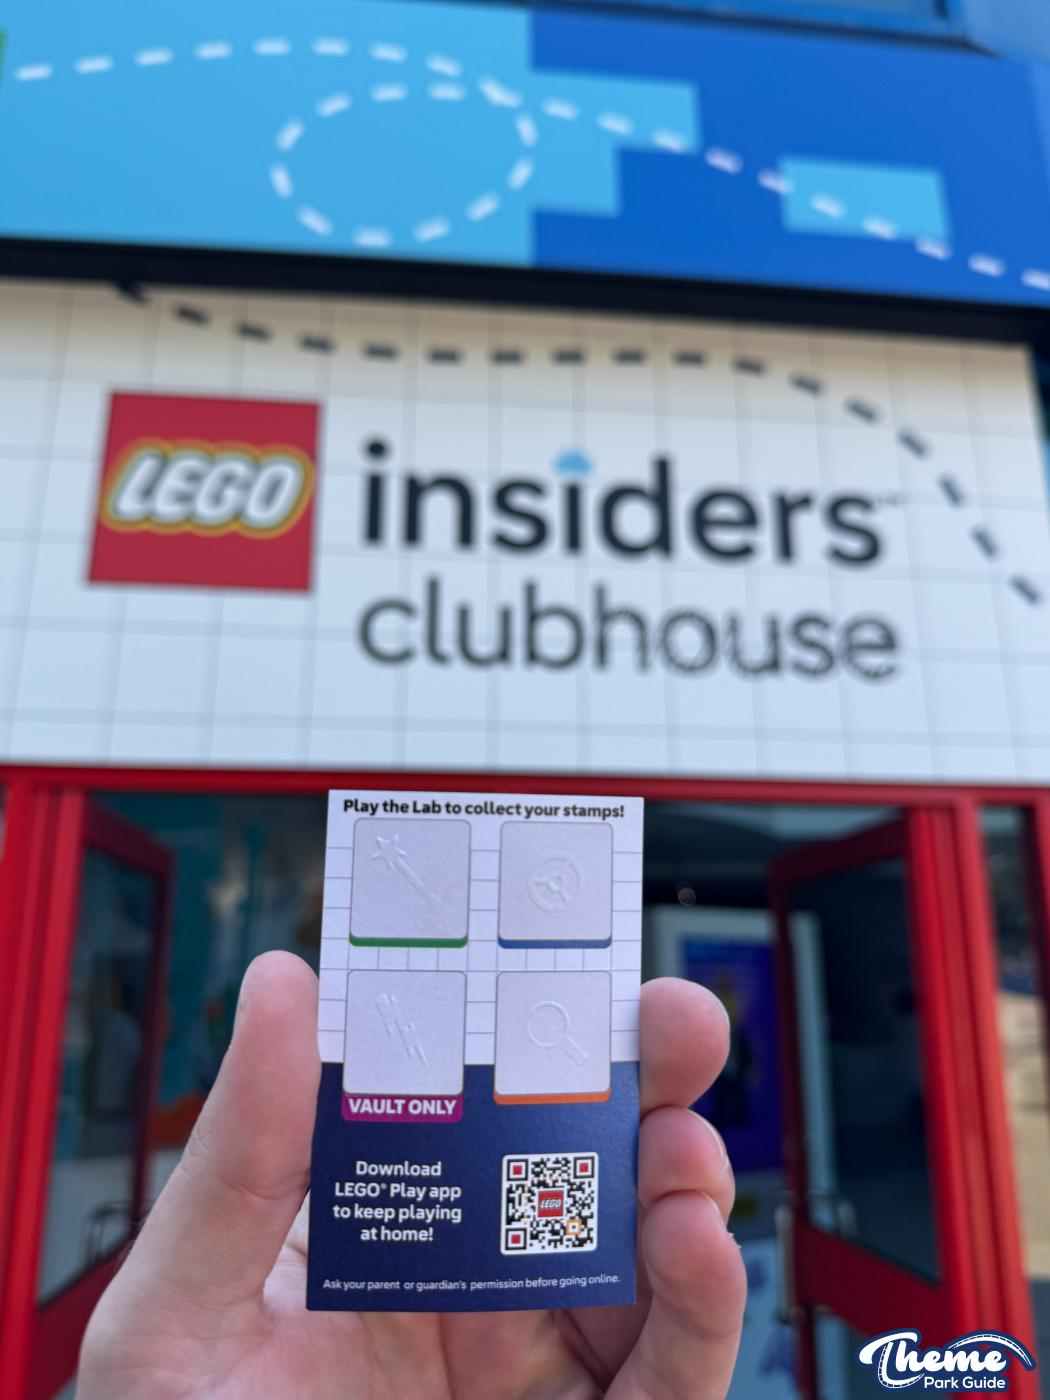 LEGO
insiders™
clubhouse
Play the Lab to collect your stamps!
VAULT ONLY
Download
LEGO® Play app
to keep playing
at home!
LEGO
Ask your parent or guardian's permission before going online.
Theme
Park Guide